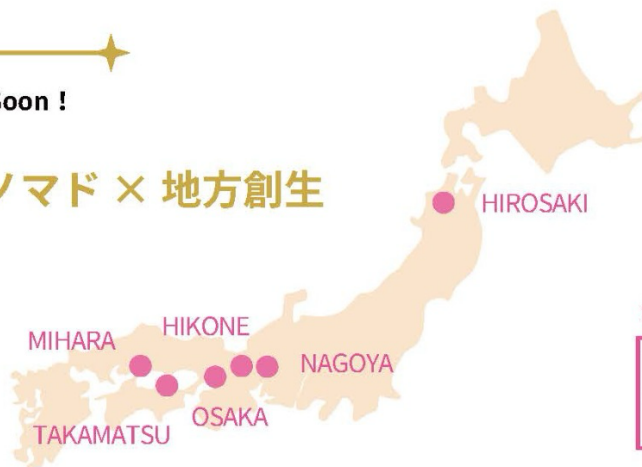 oon !
ノマド × 地方創生
HIROSAKI
HIKONE
MIHARA
NAGOYA
OSAKA
TAKAMATSU